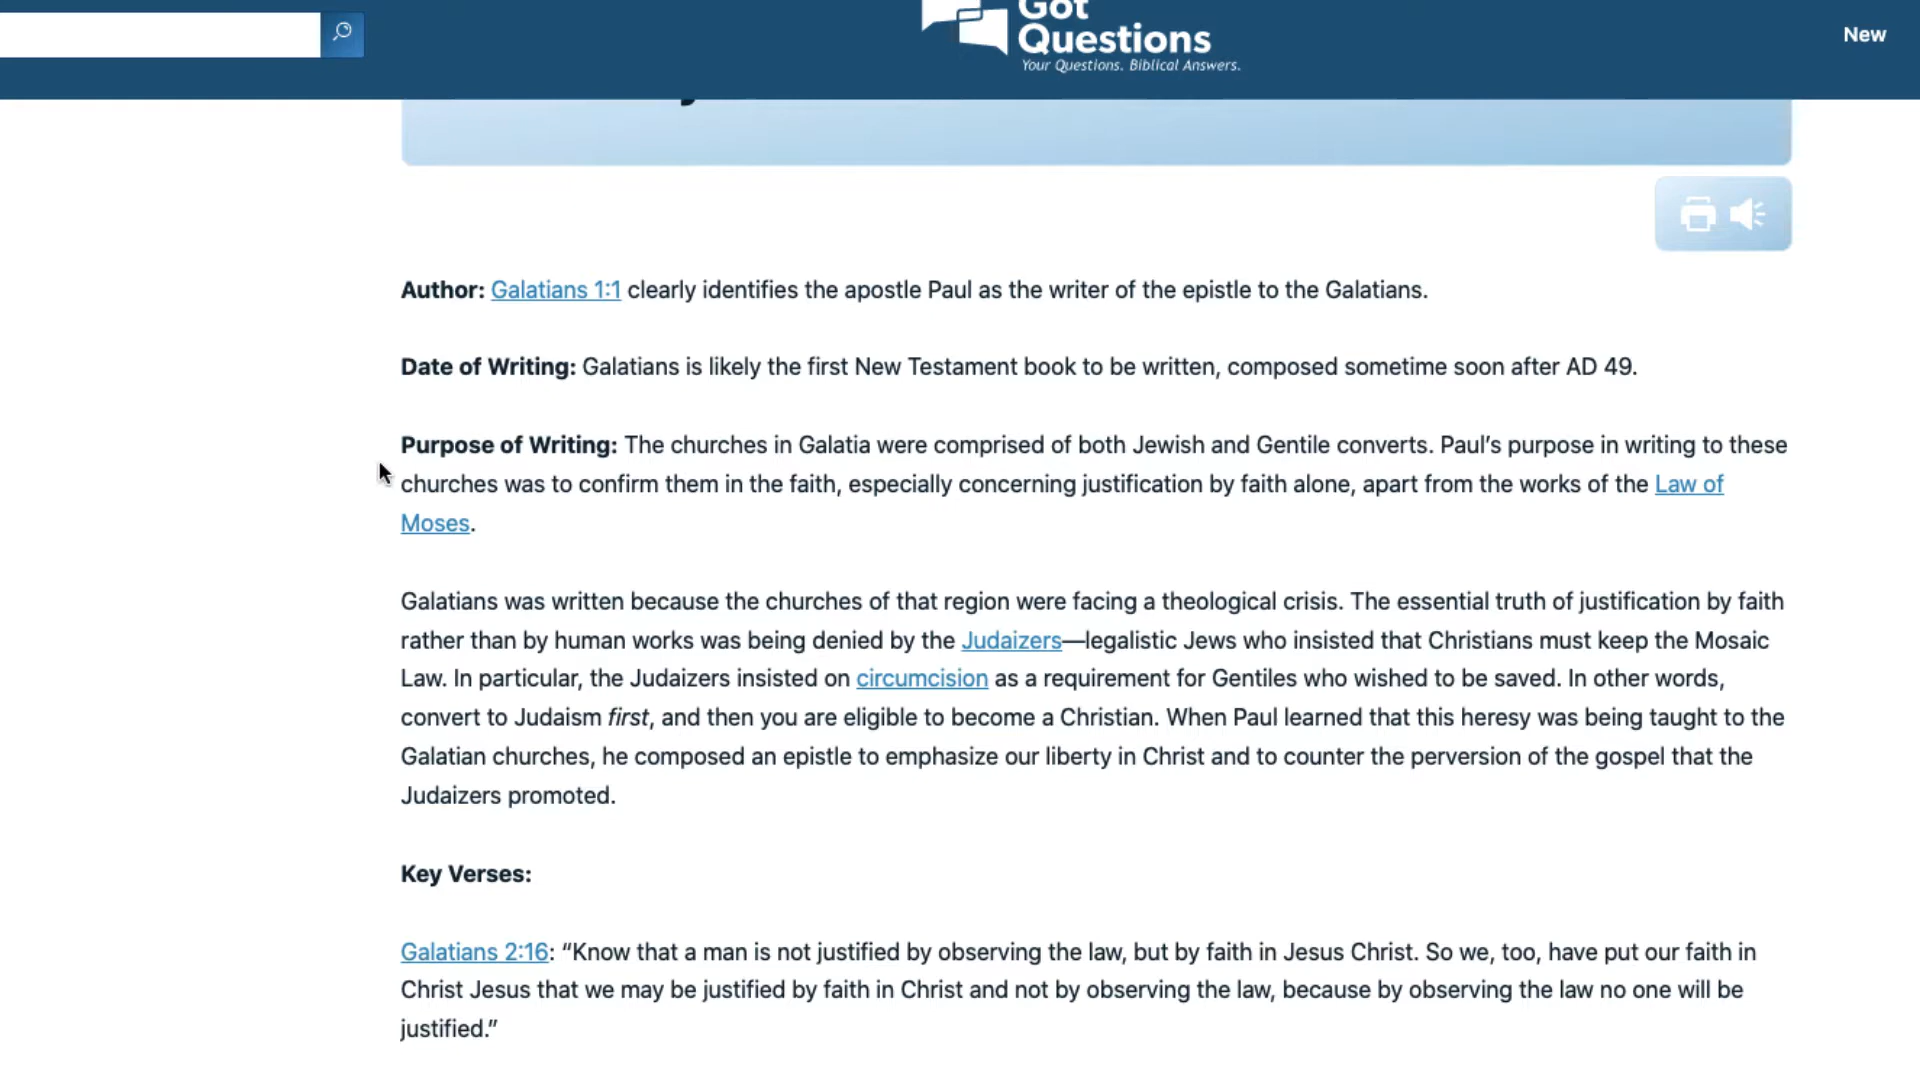 Got
Questions
Your Questions. Biblical Answers.
New
Author: Galatians 1:1 clearly identifies the apostle Paul as the writer of the epistle to the Galatians.
Date of Writing: Galatians is likely the first New Testament book to be written, composed sometime soon after AD 49.
Purpose of Writing: The churches in Galatia were comprised of both Jewish and Gentile converts. Paul’s purpose in writing to these
churches was to confirm them in the faith, especially concerning justification by faith alone, apart from the works of the Law of
Moses.
Galatians was written because the churches of that region were facing a theological crisis. The essential truth of justification by faith
rather than by human works was being denied by the Judaizers—legalistic Jews who insisted that Christians must keep the Mosaic
Law. In particular, the Judaizers insisted on circumcision as a requirement for Gentiles who wished to be saved. In other words,
convert to Judaism first, and then you are eligible to become a Christian. When Paul learned that this heresy was being taught to the
Galatian churches, he composed an epistle to emphasize our liberty in Christ and to counter the perversion of the gospel that the
Judaizers promoted.
Key Verses:
Galatians 2:16: “Know that a man is not justified by observing the law, but by faith in Jesus Christ. So we, too, have put our faith in
Christ Jesus that we may be justified by faith in Christ and not by observing the law, because by observing the law no one will be
justified.”